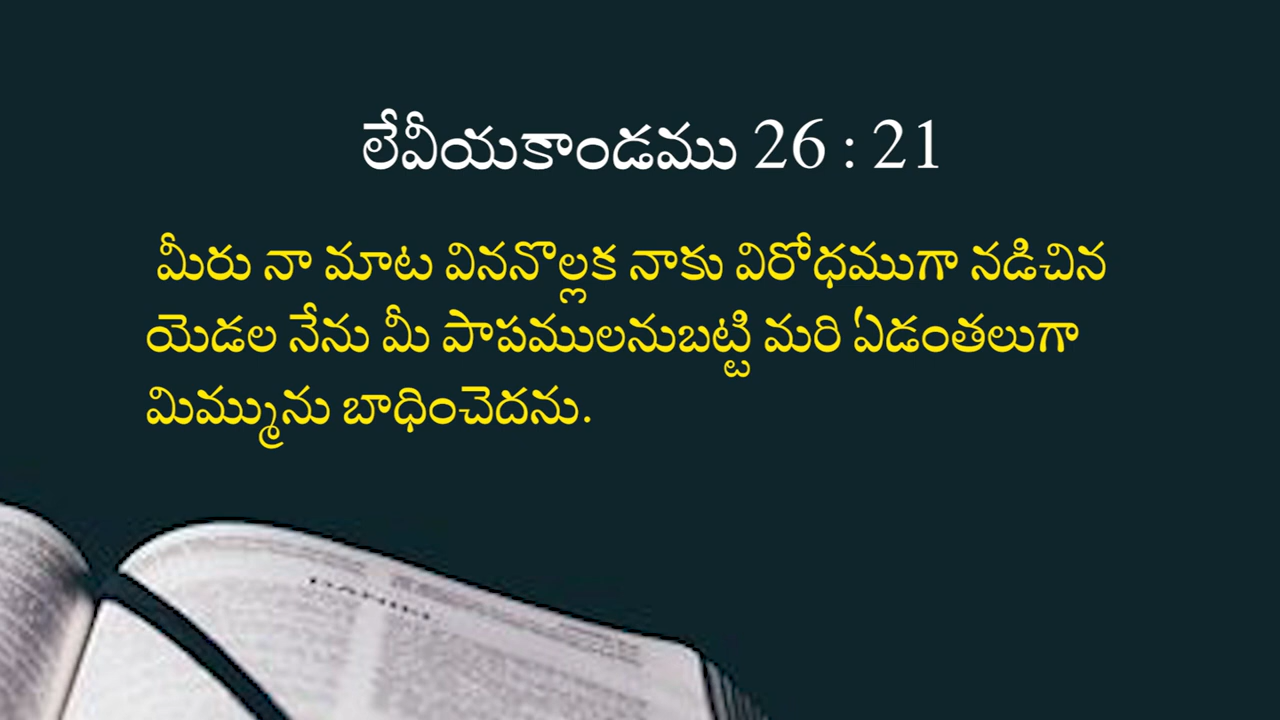 లేవీయకాండము 26 : 21
మీరు నా మాట విననొల్లక నాకు విరోధముగా నడిచిన
యెడల నేను మీ పాపములనుబట్టి మరి ఏడంతలుగా
మిమ్మును బాధించెదను.